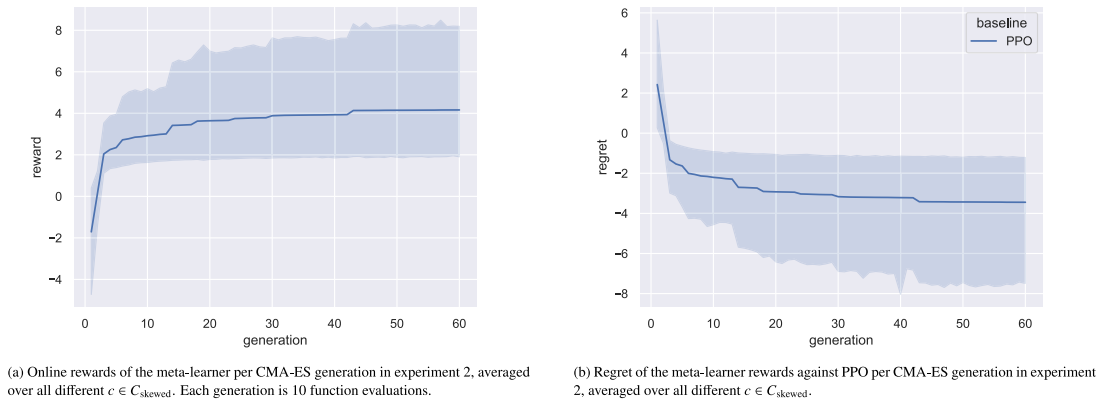 8
6
4
2
0
−2
−4
reward
0
10
20
30
40
50
60
generation
(a) Online rewards of the meta-learner per CMA-ES generation in experiment 2, averaged
over all different c ∈ C_skewed. Each generation is 10 function evaluations.
6
4
2
0
−2
−4
−6
−8
regret
baseline
PPO
0
10
20
30
40
50
60
generation
(b) Regret of the meta-learner rewards against PPO per CMA-ES generation in experiment
2, averaged over all different c ∈ C_skewed.